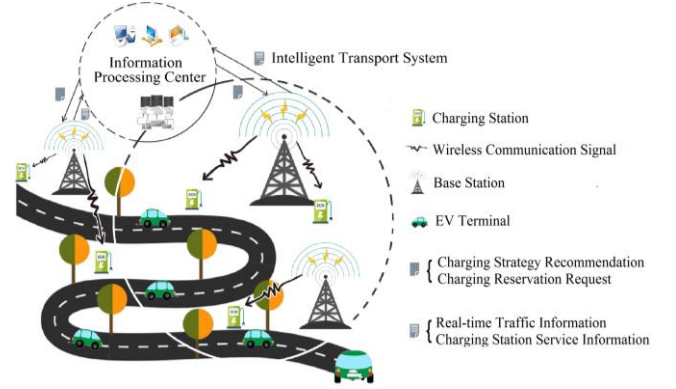 Intelligent Transport System
Information
Processing Center
Charging Station
Wireless Communication Signal
Base Station
EV Terminal
Charging Strategy Recommendation
Charging Reservation Request
Real-time Traffic Information
Charging Station Service Information